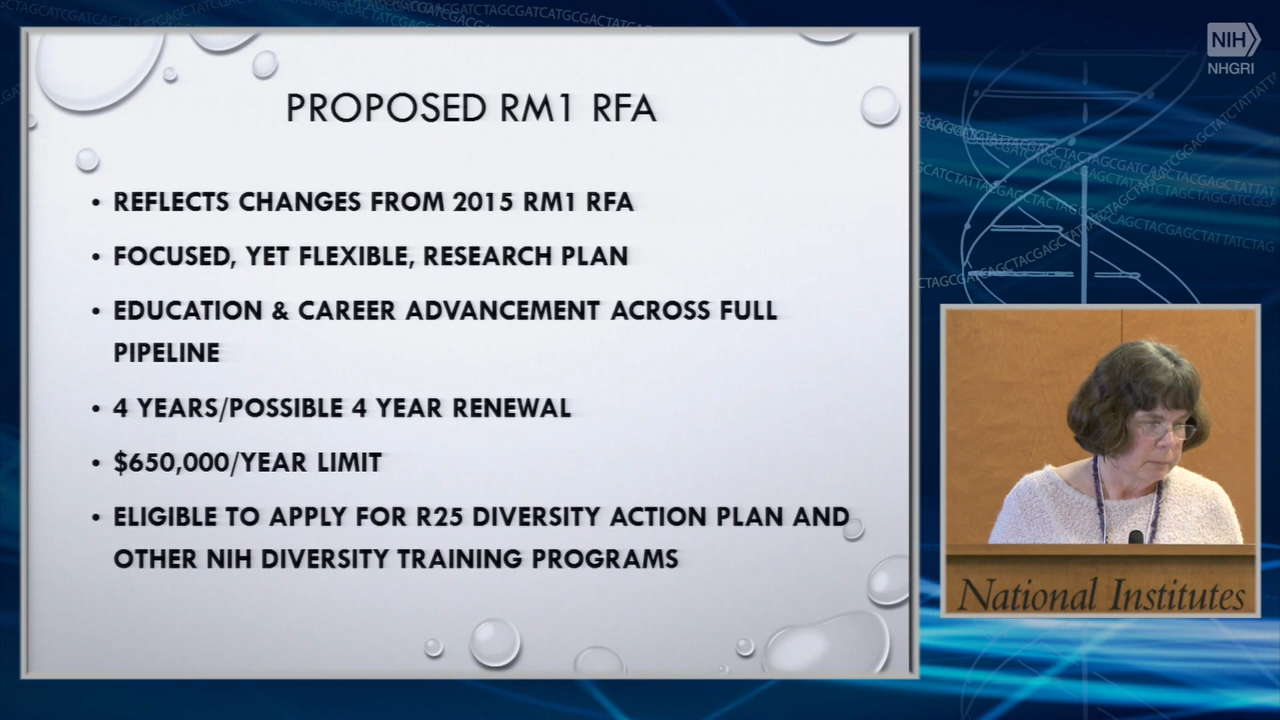 NIH
NHGRI
PROPOSED RM1 RFA
• REFLECTS CHANGES FROM 2015 RM1 RFA
• FOCUSED, YET FLEXIBLE, RESEARCH PLAN
• EDUCATION & CAREER ADVANCEMENT ACROSS FULL
PIPELINE
• 4 YEARS/POSSIBLE 4 YEAR RENEWAL
• $650,000/YEAR LIMIT
• ELIGIBLE TO APPLY FOR R25 DIVERSITY ACTION PLAN AND
OTHER NIH DIVERSITY TRAINING PROGRAMS
National Institutes